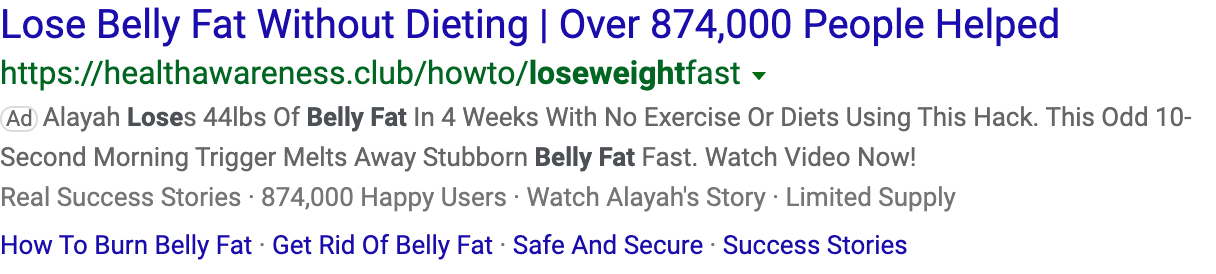 Lose Belly Fat Without Dieting | Over 874,000 People Helped
https://healthawareness.club/howto/loseweightfast
Ad Alayah Loses 44lbs Of Belly Fat In 4 Weeks With No Exercise Or Diets Using This Hack. This Odd 10-
Second Morning Trigger Melts Away Stubborn Belly Fat Fast. Watch Video Now!
Real Success Stories · 874,000 Happy Users · Watch Alayah's Story · Limited Supply
How To Burn Belly Fat · Get Rid Of Belly Fat · Safe And Secure · Success Stories